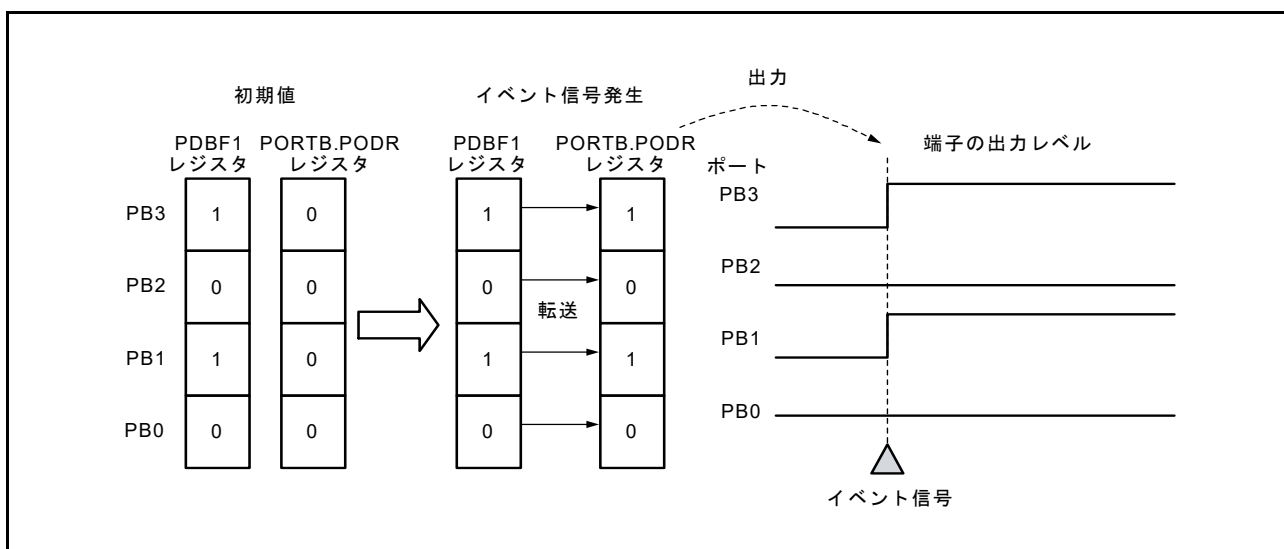 初期値
イベント信号発生
出力
PDBF1
レジスタ
PORTB.PODR
レジスタ
PDBF1
レジスタ
PORTB.PODR
レジスタ
ポート
端子の出力レベル
PB3
1
0
1
1
PB3
PB2
0
0
0
0
PB2
転送
PB1
1
0
1
1
PB1
PB0
0
0
0
0
PB0
イベント信号